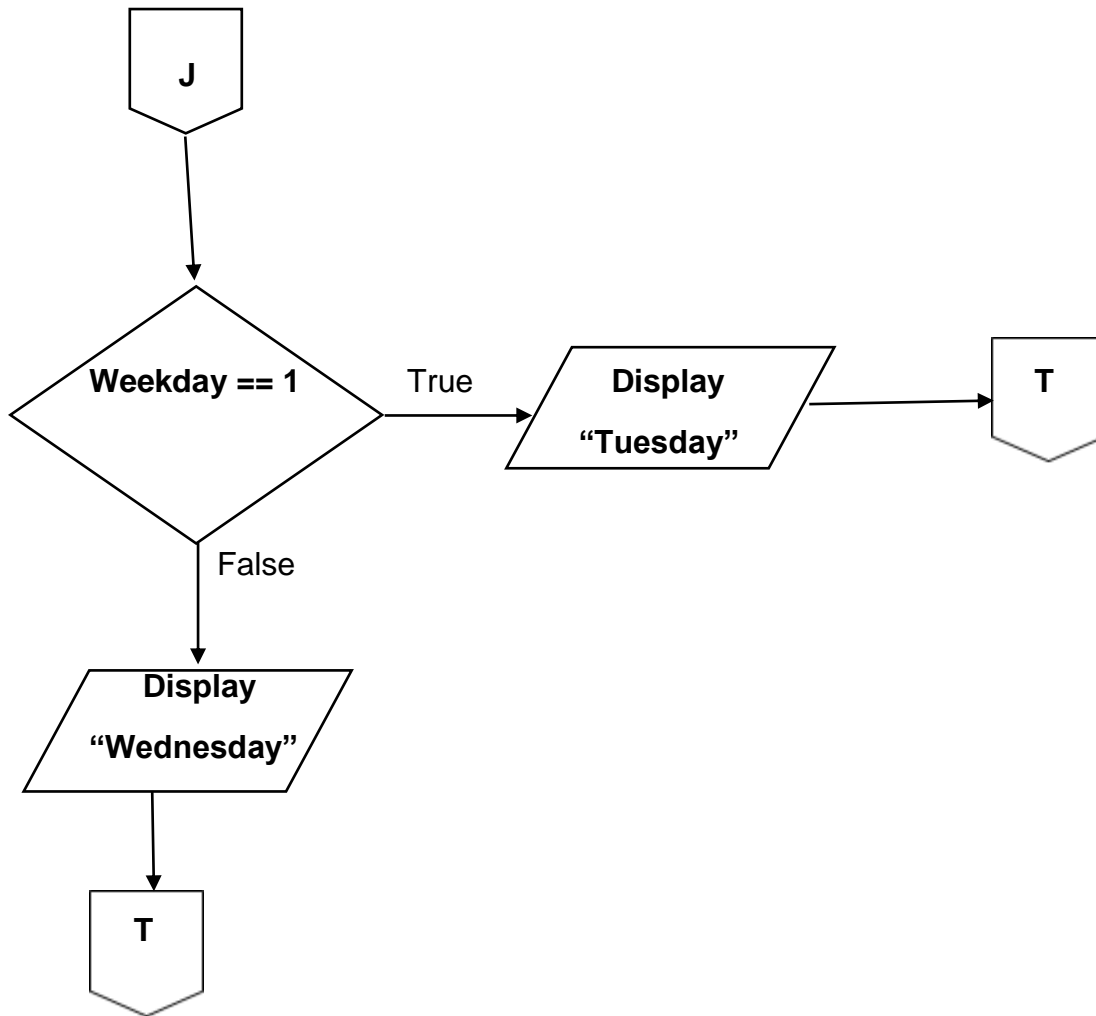 J
Weekday == 1
True
Display
“Tuesday”
T
False
Display
“Wednesday”
T